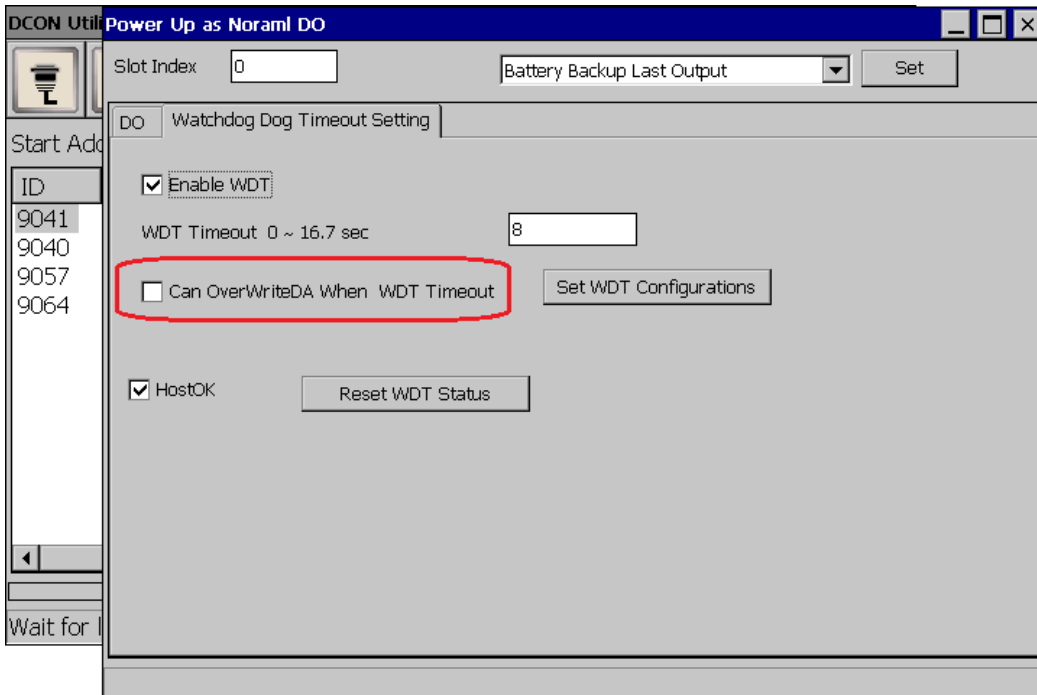 DCON Utili
Power Up as Noraml DO
Slot Index 0 Battery Backup Last Output Set
DO Watchdog Dog Timeout Setting
Start Add
ID
Enable WDT
9041
WDT Timeout 0 ~ 16.7 sec 8
9040
9057
Can OverWriteDA When WDT Timeout Set WDT Configurations
9064
HostOK Reset WDT Status
Wait for